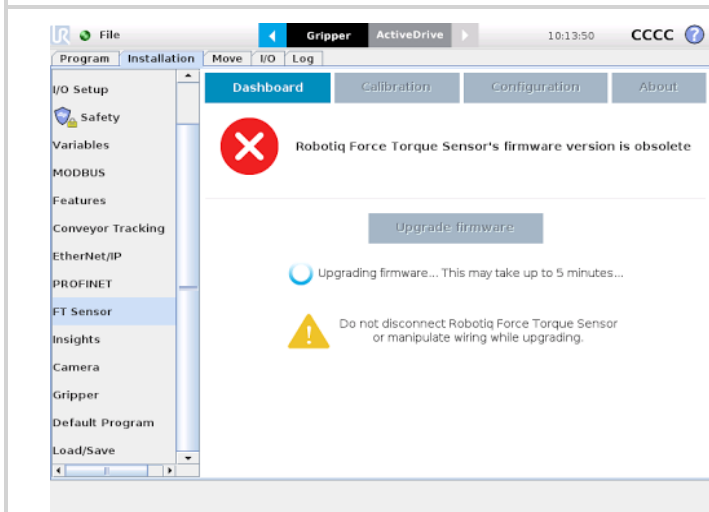 UR File Gripper ActiveDrive 10:13:50 CCCC ?
Program Installation Move I/O Log
I/O Setup
Safety
Variables
MODBUS
Features
Conveyor Tracking
EtherNet/IP
PROFINET
FT Sensor
Insights
Camera
Gripper
Default Program
Load/Save
Dashboard Calibration Configuration About
Robotiq Force Torque Sensor's firmware version is obsolete
Upgrade firmware
Upgrading firmware... This may take up to 5 minutes...
Do not disconnect Robotiq Force Torque Sensor
or manipulate wiring while upgrading.